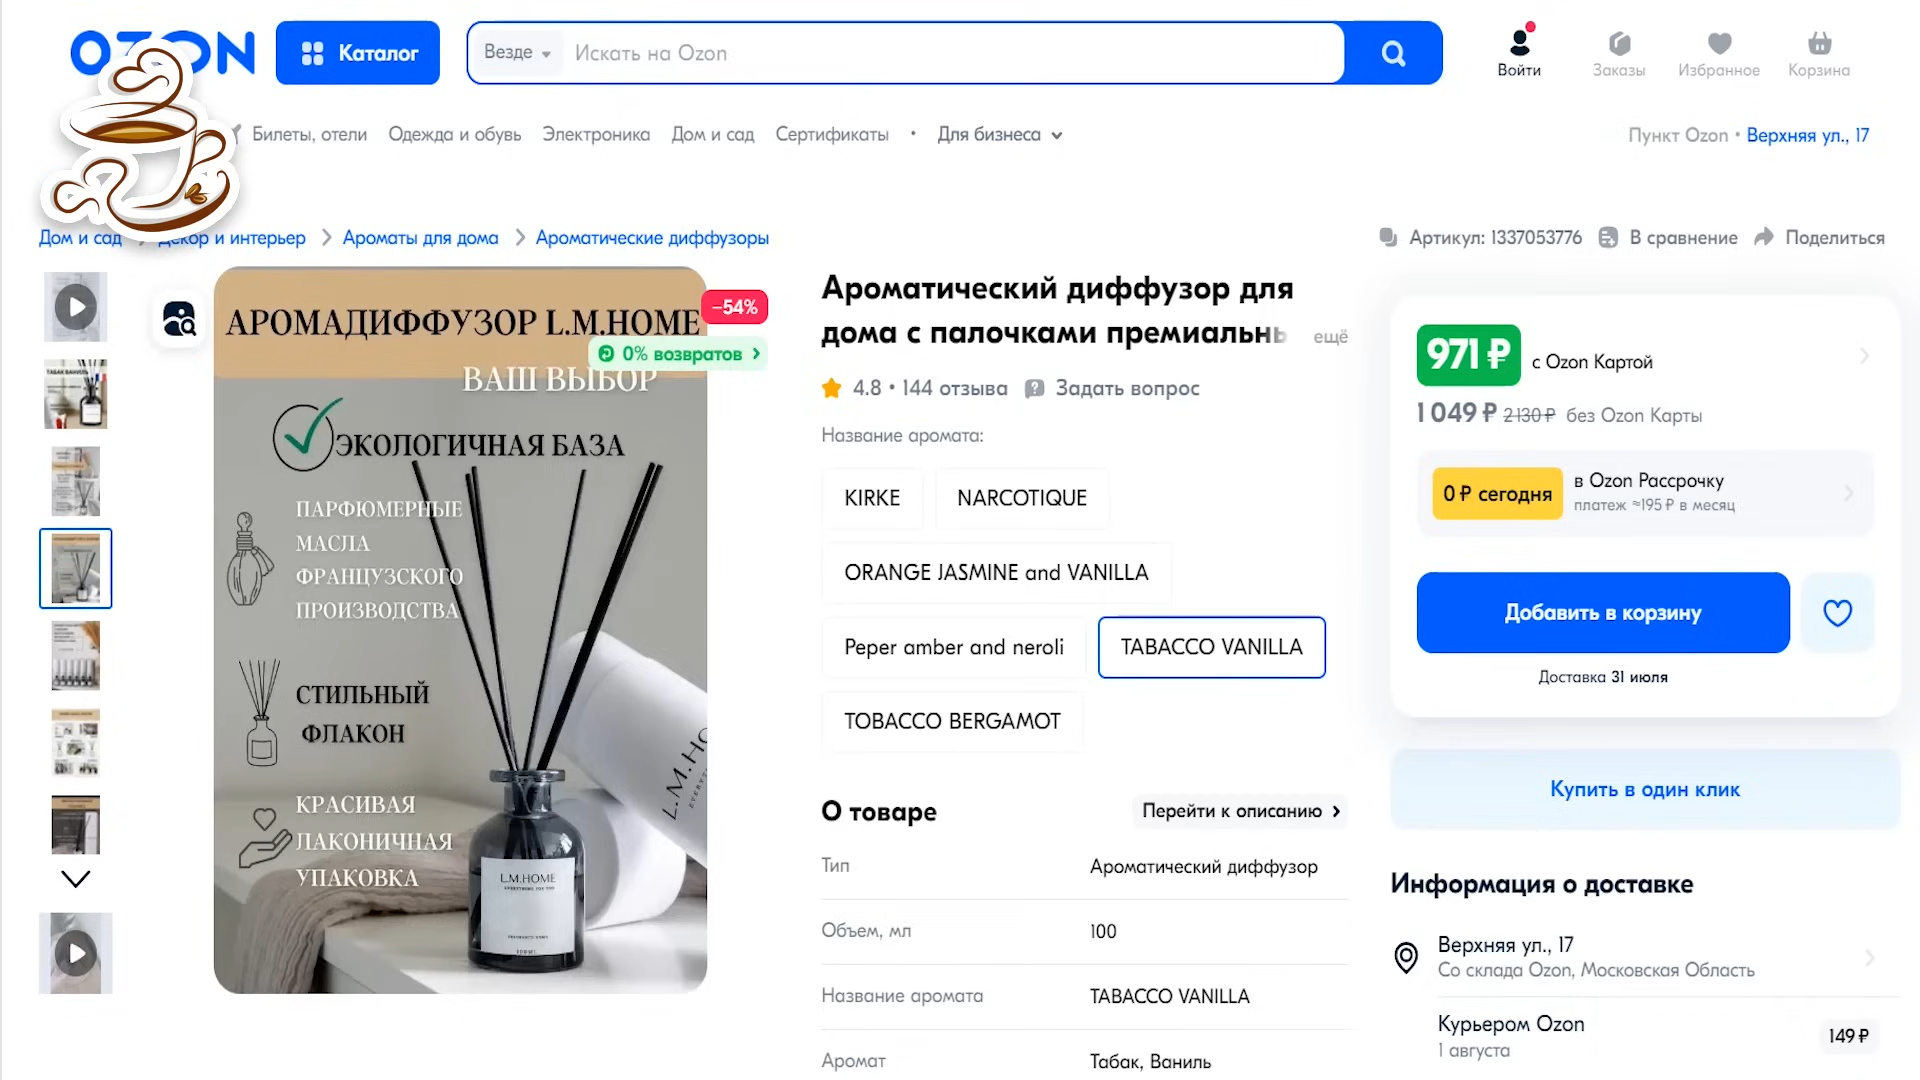 OZON
Каталог
Везде
Искать на Ozon
Войти
Заказы
Избранное
Корзина
Билеты, отели
Одежда и обувь
Электроника
Дом и сад
Сертификаты
•
Для бизнеса
Пункт Ozon • Верхняя ул., 17
Дом и сад
Декор и интерьер
Ароматы для дома
Ароматические диффузоры
Артикул: 1337053776
В сравнение
Поделиться
АРОМАДИФФУЗОР L.M.HOME
–54%
0% возвратов
ВАШ ВЫБОР
ЭКОЛОГИЧНАЯ БАЗА
ПАРФЮМЕРНЫЕ
МАСЛА
ФРАНЦУЗСКОГО
ПРОИЗВОДСТВА
СТИЛЬНЫЙ
ФЛАКОН
КРАСИВАЯ
ЛАКОНИЧНАЯ
УПАКОВКА
L.M.HO
L.M.HOME
ТАБАК ВАНИЛЬ
Ароматический диффузор для
дома с палочками премиальны
ещё
4.8 • 144 отзыва
Задать вопрос
Название аромата:
KIRKE
NARCOTIQUE
ORANGE JASMINE and VANILLA
Peper amber and neroli
TABACCO VANILLA
TOBACCO BERGAMOT
О товаре
Перейти к описанию
Тип
Ароматический диффузор
Объем, мл
100
Название аромата
TABACCO VANILLA
Аромат
Табак, Ваниль
971 ₽
с Ozon Картой
1 049 ₽ 2 130 ₽ без Ozon Карты
0 ₽ сегодня
в Ozon Рассрочку
платеж ≈195 ₽ в месяц
Добавить в корзину
Доставка 31 июля
Купить в один клик
Информация о доставке
Верхняя ул., 17
Со склада Ozon, Московская Область
Курьером Ozon
1 августа
149 ₽